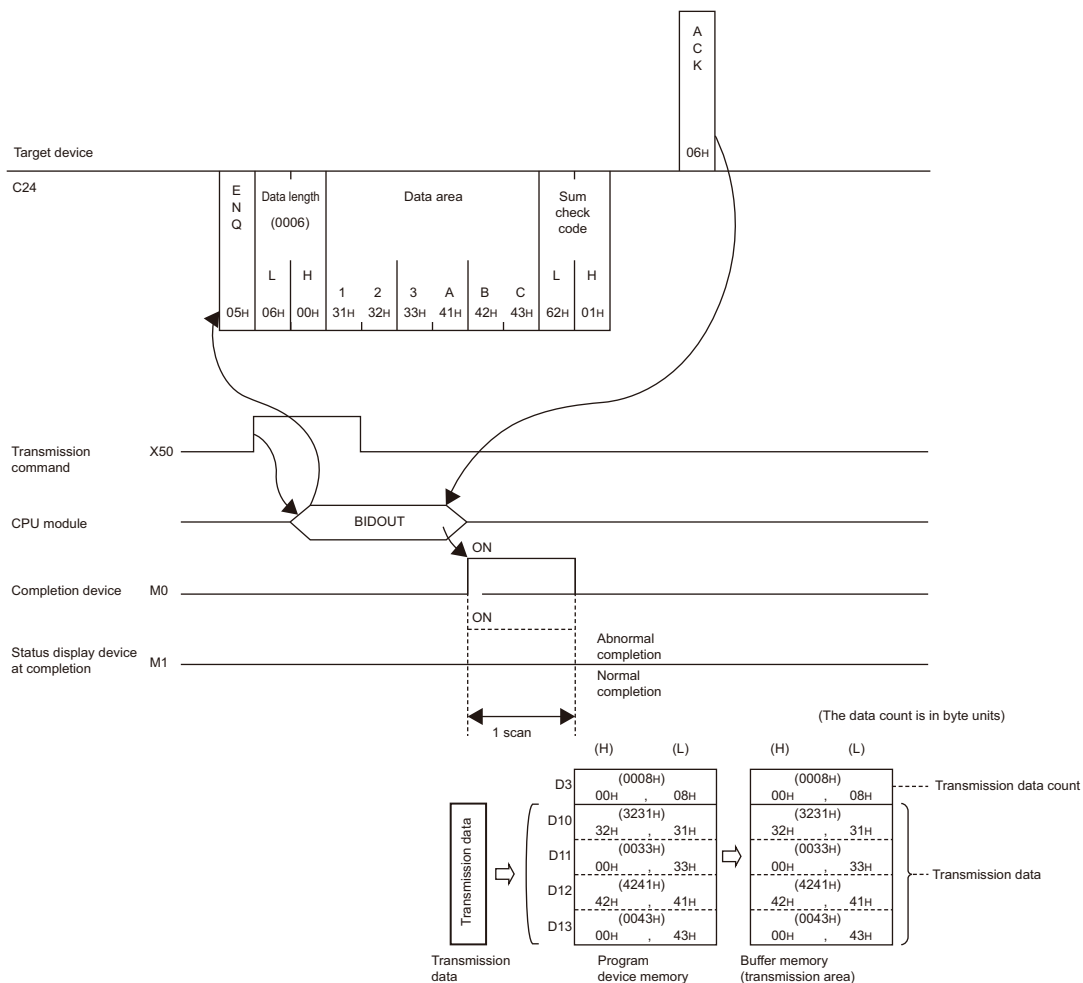 A
C
K
06H
Target device
C24
E
N
Q
Data length
(0006)
Data area
Sum
check
code
L
H
L
H
1
2
3
A
B
C
05H
06H
00H
31H
32H
33H
41H
42H
43H
62H
01H
Transmission
command
X50
CPU module
BIDOUT
ON
Completion device
M0
ON
Status display device
at completion
M1
Abnormal
completion
Normal
completion
1 scan
(The data count is in byte units)
(H)
(L)
(H)
(L)
D3
(0008H)
00H , 08H
(0008H)
00H , 08H
Transmission data count
D10
(3231H)
32H , 31H
(3231H)
32H , 31H
D11
(0033H)
00H , 33H
(0033H)
00H , 33H
D12
(4241H)
42H , 41H
(4241H)
42H , 41H
D13
(0043H)
00H , 43H
(0043H)
00H , 43H
Transmission data
Transmission data
Transmission
data
Program
device memory
Buffer memory
(transmission area)